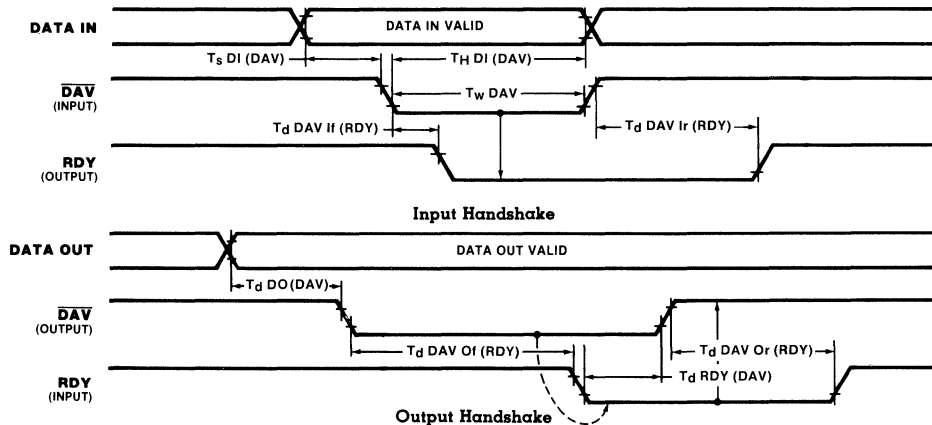 DATA IN
DATA IN VALID
Ts DI (DAV)
TH DI (DAV)
DAV
(INPUT)
Tw DAV
Td DAV If (RDY)
Td DAV Ir (RDY)
RDY
(OUTPUT)
Input Handshake
DATA OUT
DATA OUT VALID
Td DO (DAV)
DAV
(OUTPUT)
Td DAV Of (RDY)
Td DAV Or (RDY)
Td RDY (DAV)
RDY
(INPUT)
Output Handshake